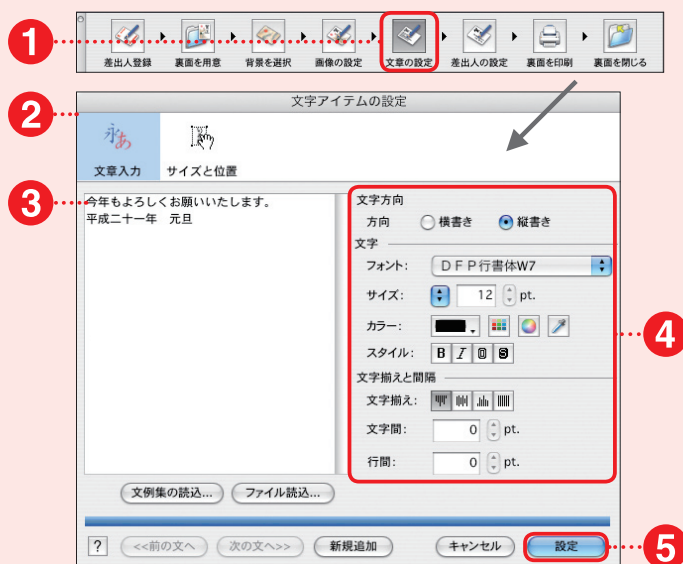 1
差出人登録 裏面を用意 背景を選択 画像の設定 文章の設定 差出人の設定 裏面を印刷 裏面を閉じる
2
文字アイテムの設定
永あ
文章入力 サイズと位置
3
今年もよろしくお願いいたします。
平成二十一年 元旦
文字方向
方向 横書き 縦書き
文字
フォント: DFP行書体W7
サイズ: 12 pt.
カラー:
スタイル: B I O S
4
文字揃えと間隔
文字揃え:
文字間: 0 pt.
行間: 0 pt.
文例集の読込... ファイル読込...
? <<前の文へ 次の文へ>> 新規追加 キャンセル 設定
5